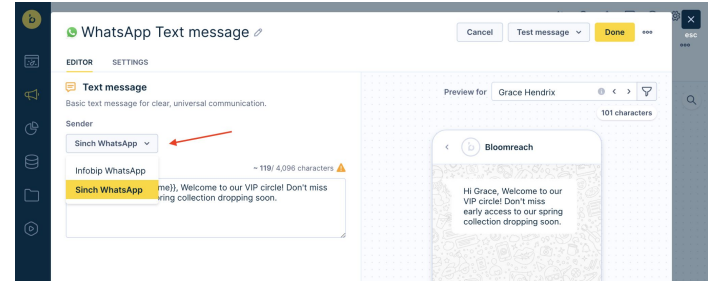 WhatsApp Text message
Cancel
Test message
Done
esc
EDITOR
SETTINGS
Text message
Basic text message for clear, universal communication.
Sender
Sinch WhatsApp
Infobip WhatsApp
Sinch WhatsApp
~ 119/ 4,096 characters
me}}, Welcome to our VIP circle! Don't miss
ring collection dropping soon.
Preview for
Grace Hendrix
101 characters
Bloomreach
Hi Grace, Welcome to our
VIP circle! Don't miss
early access to our spring
collection dropping soon.